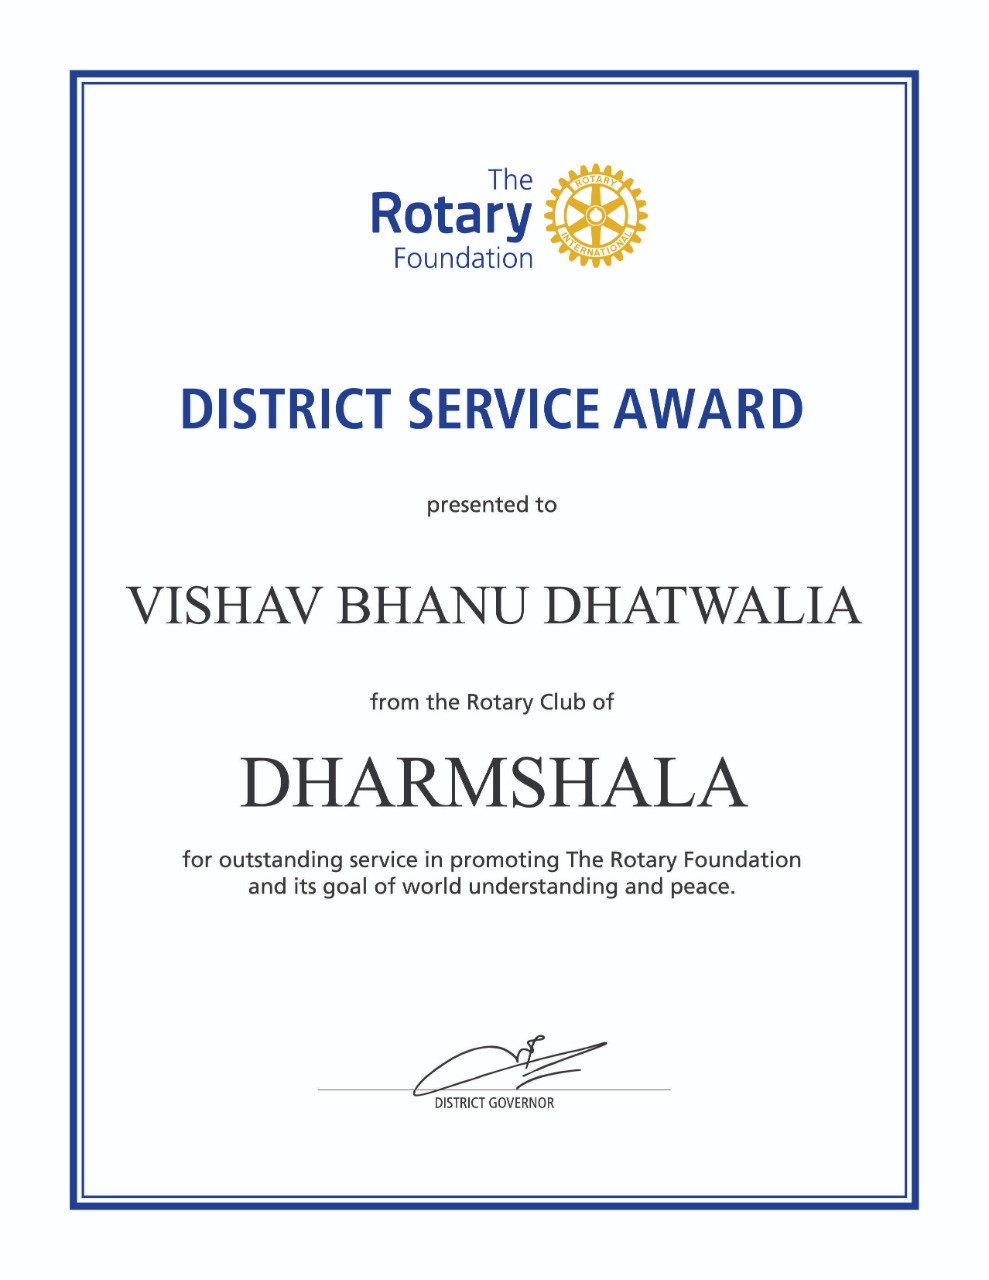 The
Rotary
Foundation
ROTARY
INTERNATIONAL
DISTRICT SERVICE AWARD
presented to
VISHAV BHANU DHATWALIA
from the Rotary Club of
DHARMSHALA
for outstanding service in promoting The Rotary Foundation
and its goal of world understanding and peace.
DISTRICT GOVERNOR